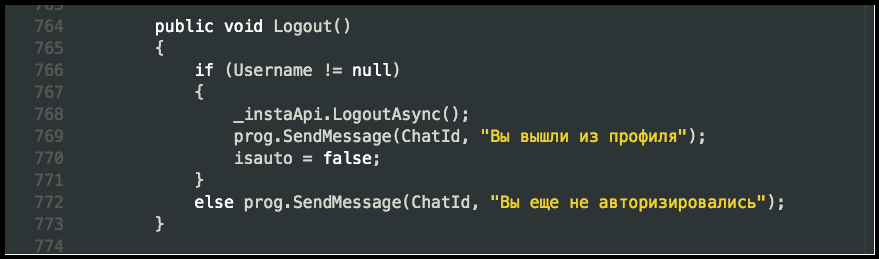 764 public void Logout()
765 {
766 if (Username != null)
767 {
768 _instaApi.LogoutAsync();
769 prog.SendMessage(ChatId, "Вы вышли из профиля");
770 isauto = false;
771 }
772 else prog.SendMessage(ChatId, "Вы еще не авторизировались");
773 }
774